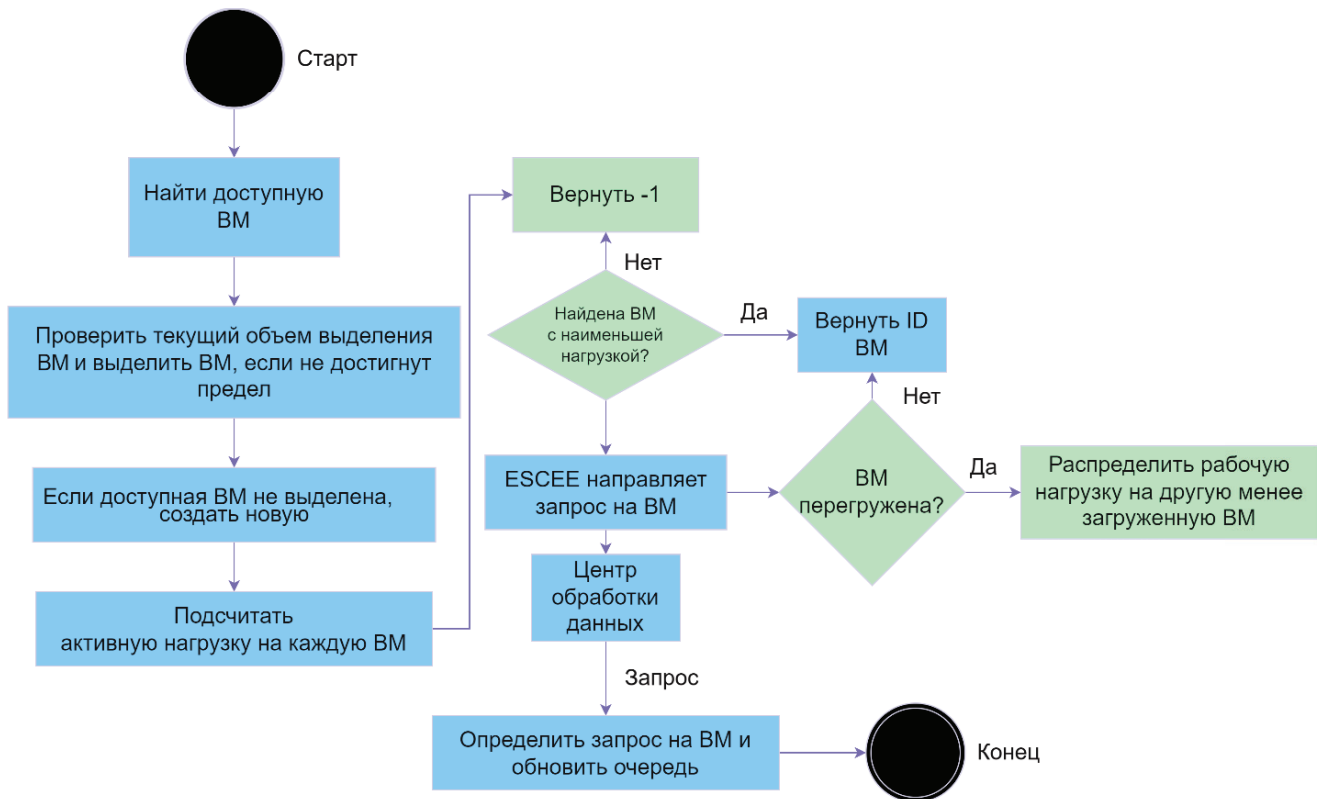 Старт
Найти доступную
ВМ
Проверить текущий объем выделения
ВМ и выделить ВМ, если не достигнут
предел
Если доступная ВМ не выделена,
создать новую
Подсчитать
активную нагрузку на каждую ВМ
Вернуть -1
Нет
Найдена ВМ
с наименьшей
нагрузкой?
Да
Вернуть ID
ВМ
Нет
ESCEE направляет
запрос на ВМ
ВМ
перегружена?
Да
Распределить рабочую
нагрузку на другую менее
загруженную ВМ
Центр
обработки
данных
Запрос
Определить запрос на ВМ и
обновить очередь
Конец